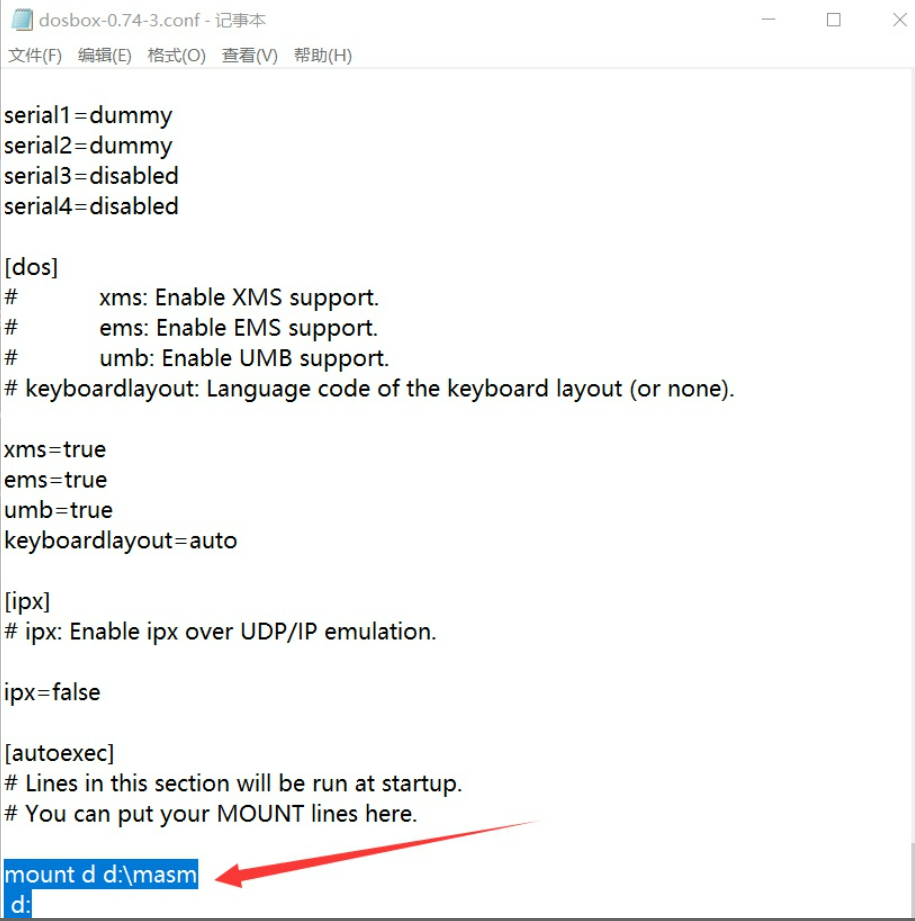 dosbox-0.74-3.conf - 记事本
文件(F) 编辑(E) 格式(O) 查看(V) 帮助(H)
serial1=dummy
serial2=dummy
serial3=disabled
serial4=disabled
[dos]
# xms: Enable XMS support.
# ems: Enable EMS support.
# umb: Enable UMB support.
# keyboardlayout: Language code of the keyboard layout (or none).
xms=true
ems=true
umb=true
keyboardlayout=auto
[ipx]
# ipx: Enable ipx over UDP/IP emulation.
ipx=false
[autoexec]
# Lines in this section will be run at startup.
# You can put your MOUNT lines here.
mount d d:\masm
d: